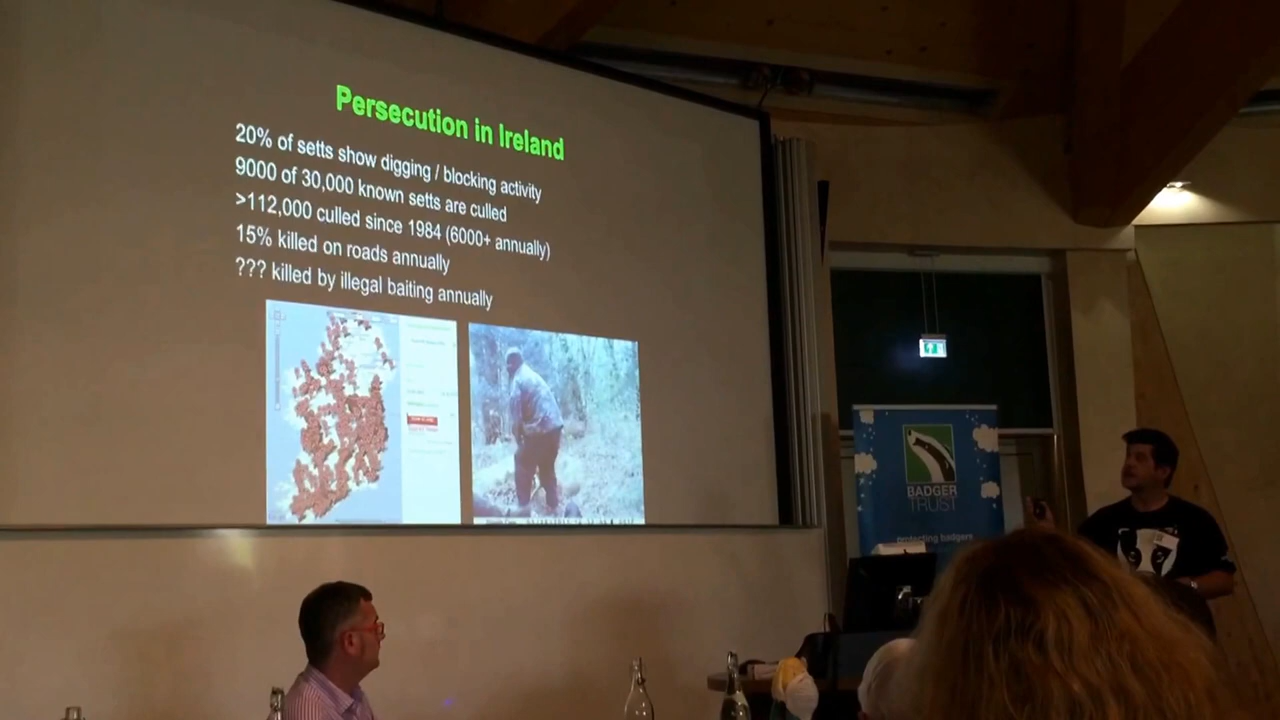 Persecution in Ireland
20% of setts show digging / blocking activity
9000 of 30,000 known setts are culled
>112,000 culled since 1984 (6000+ annually)
15% killed on roads annually
??? killed by illegal baiting annually
BADGER
TRUST
protecting badgers